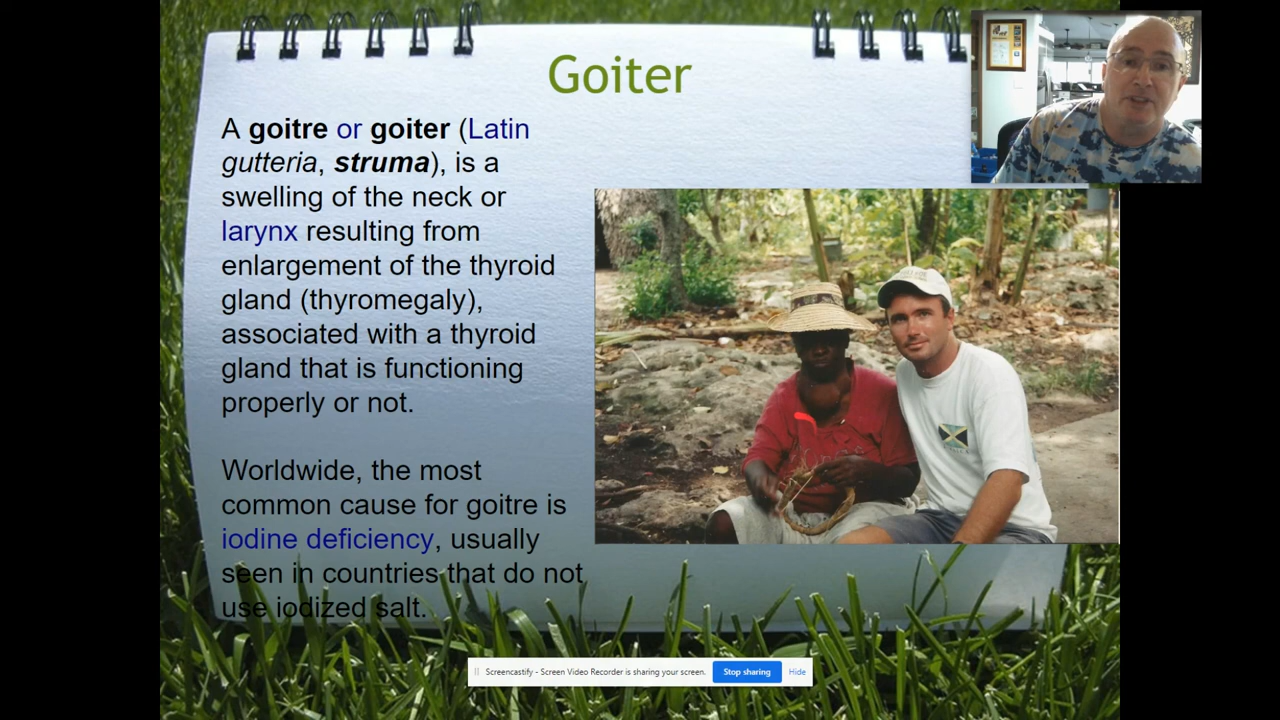 Goiter
A goitre or goiter (Latin
gutteria, struma), is a
swelling of the neck or
larynx resulting from
enlargement of the thyroid
gland (thyromegaly),
associated with a thyroid
gland that is functioning
properly or not.
Worldwide, the most
common cause for goitre is
iodine deficiency, usually
seen in countries that do not
use iodized salt.
Screencastify - Screen Video Recorder is sharing your screen. Stop sharing Hide